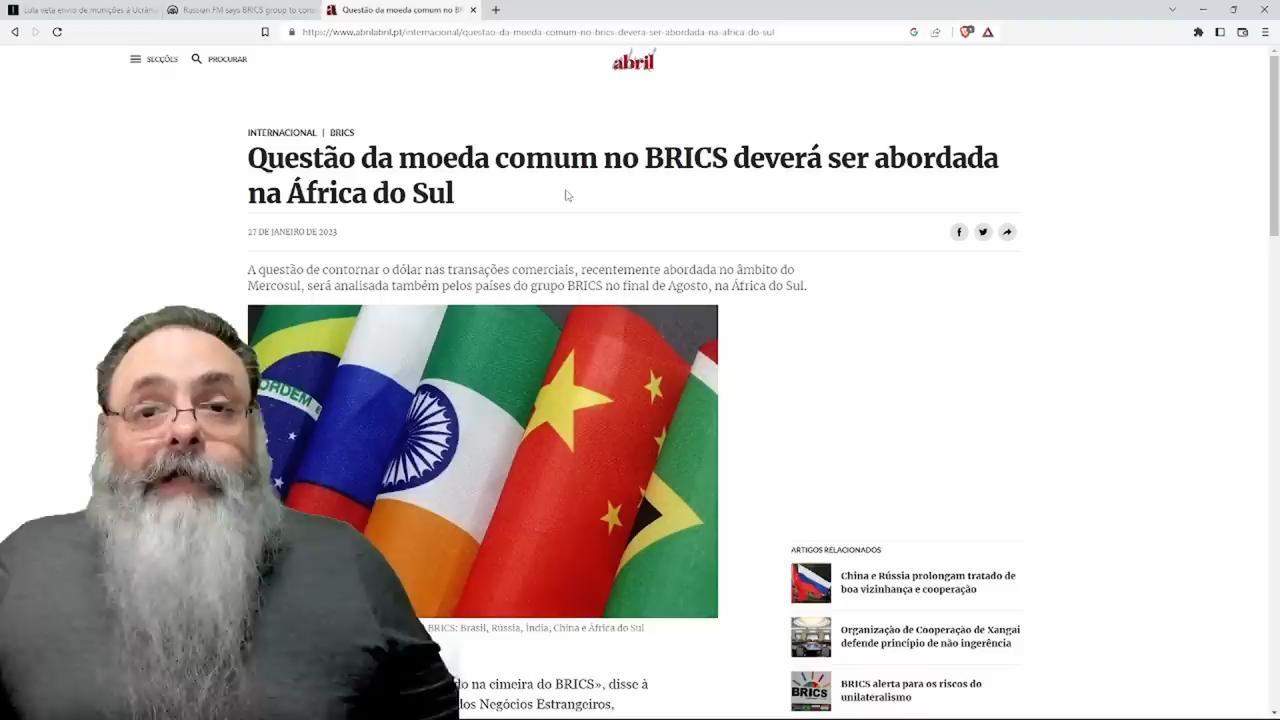 Lula veta envio de munições à Ucrân
Russian FM says BRICS group to cons
Questão da moeda comum no BR
https://www.abrilabril.pt/internacional/questao-da-moeda-comum-no-brics-devera-ser-abordada-na-africa-do-sul
SECÇÕES
PROCURAR
abril
INTERNACIONAL | BRICS
Questão da moeda comum no BRICS deverá ser abordada
na África do Sul
27 DE JANEIRO DE 2023
A questão de contornar o dólar nas transações comerciais, recentemente abordada no âmbito do
Mercosul, será analisada também pelos países do grupo BRICS no final de Agosto, na África do Sul.
ORDEM E
BRICS: Brasil, Rússia, Índia, China e África do Sul
do na cimeira do BRICS», disse à
dos Negócios Estrangeiros,
ARTIGOS RELACIONADOS
China e Rússia prolongam tratado de
boa vizinhança e cooperação
Organização de Cooperação de Xangai
defende princípio de não ingerência
BRICS
BRICS alerta para os riscos do
unilateralismo